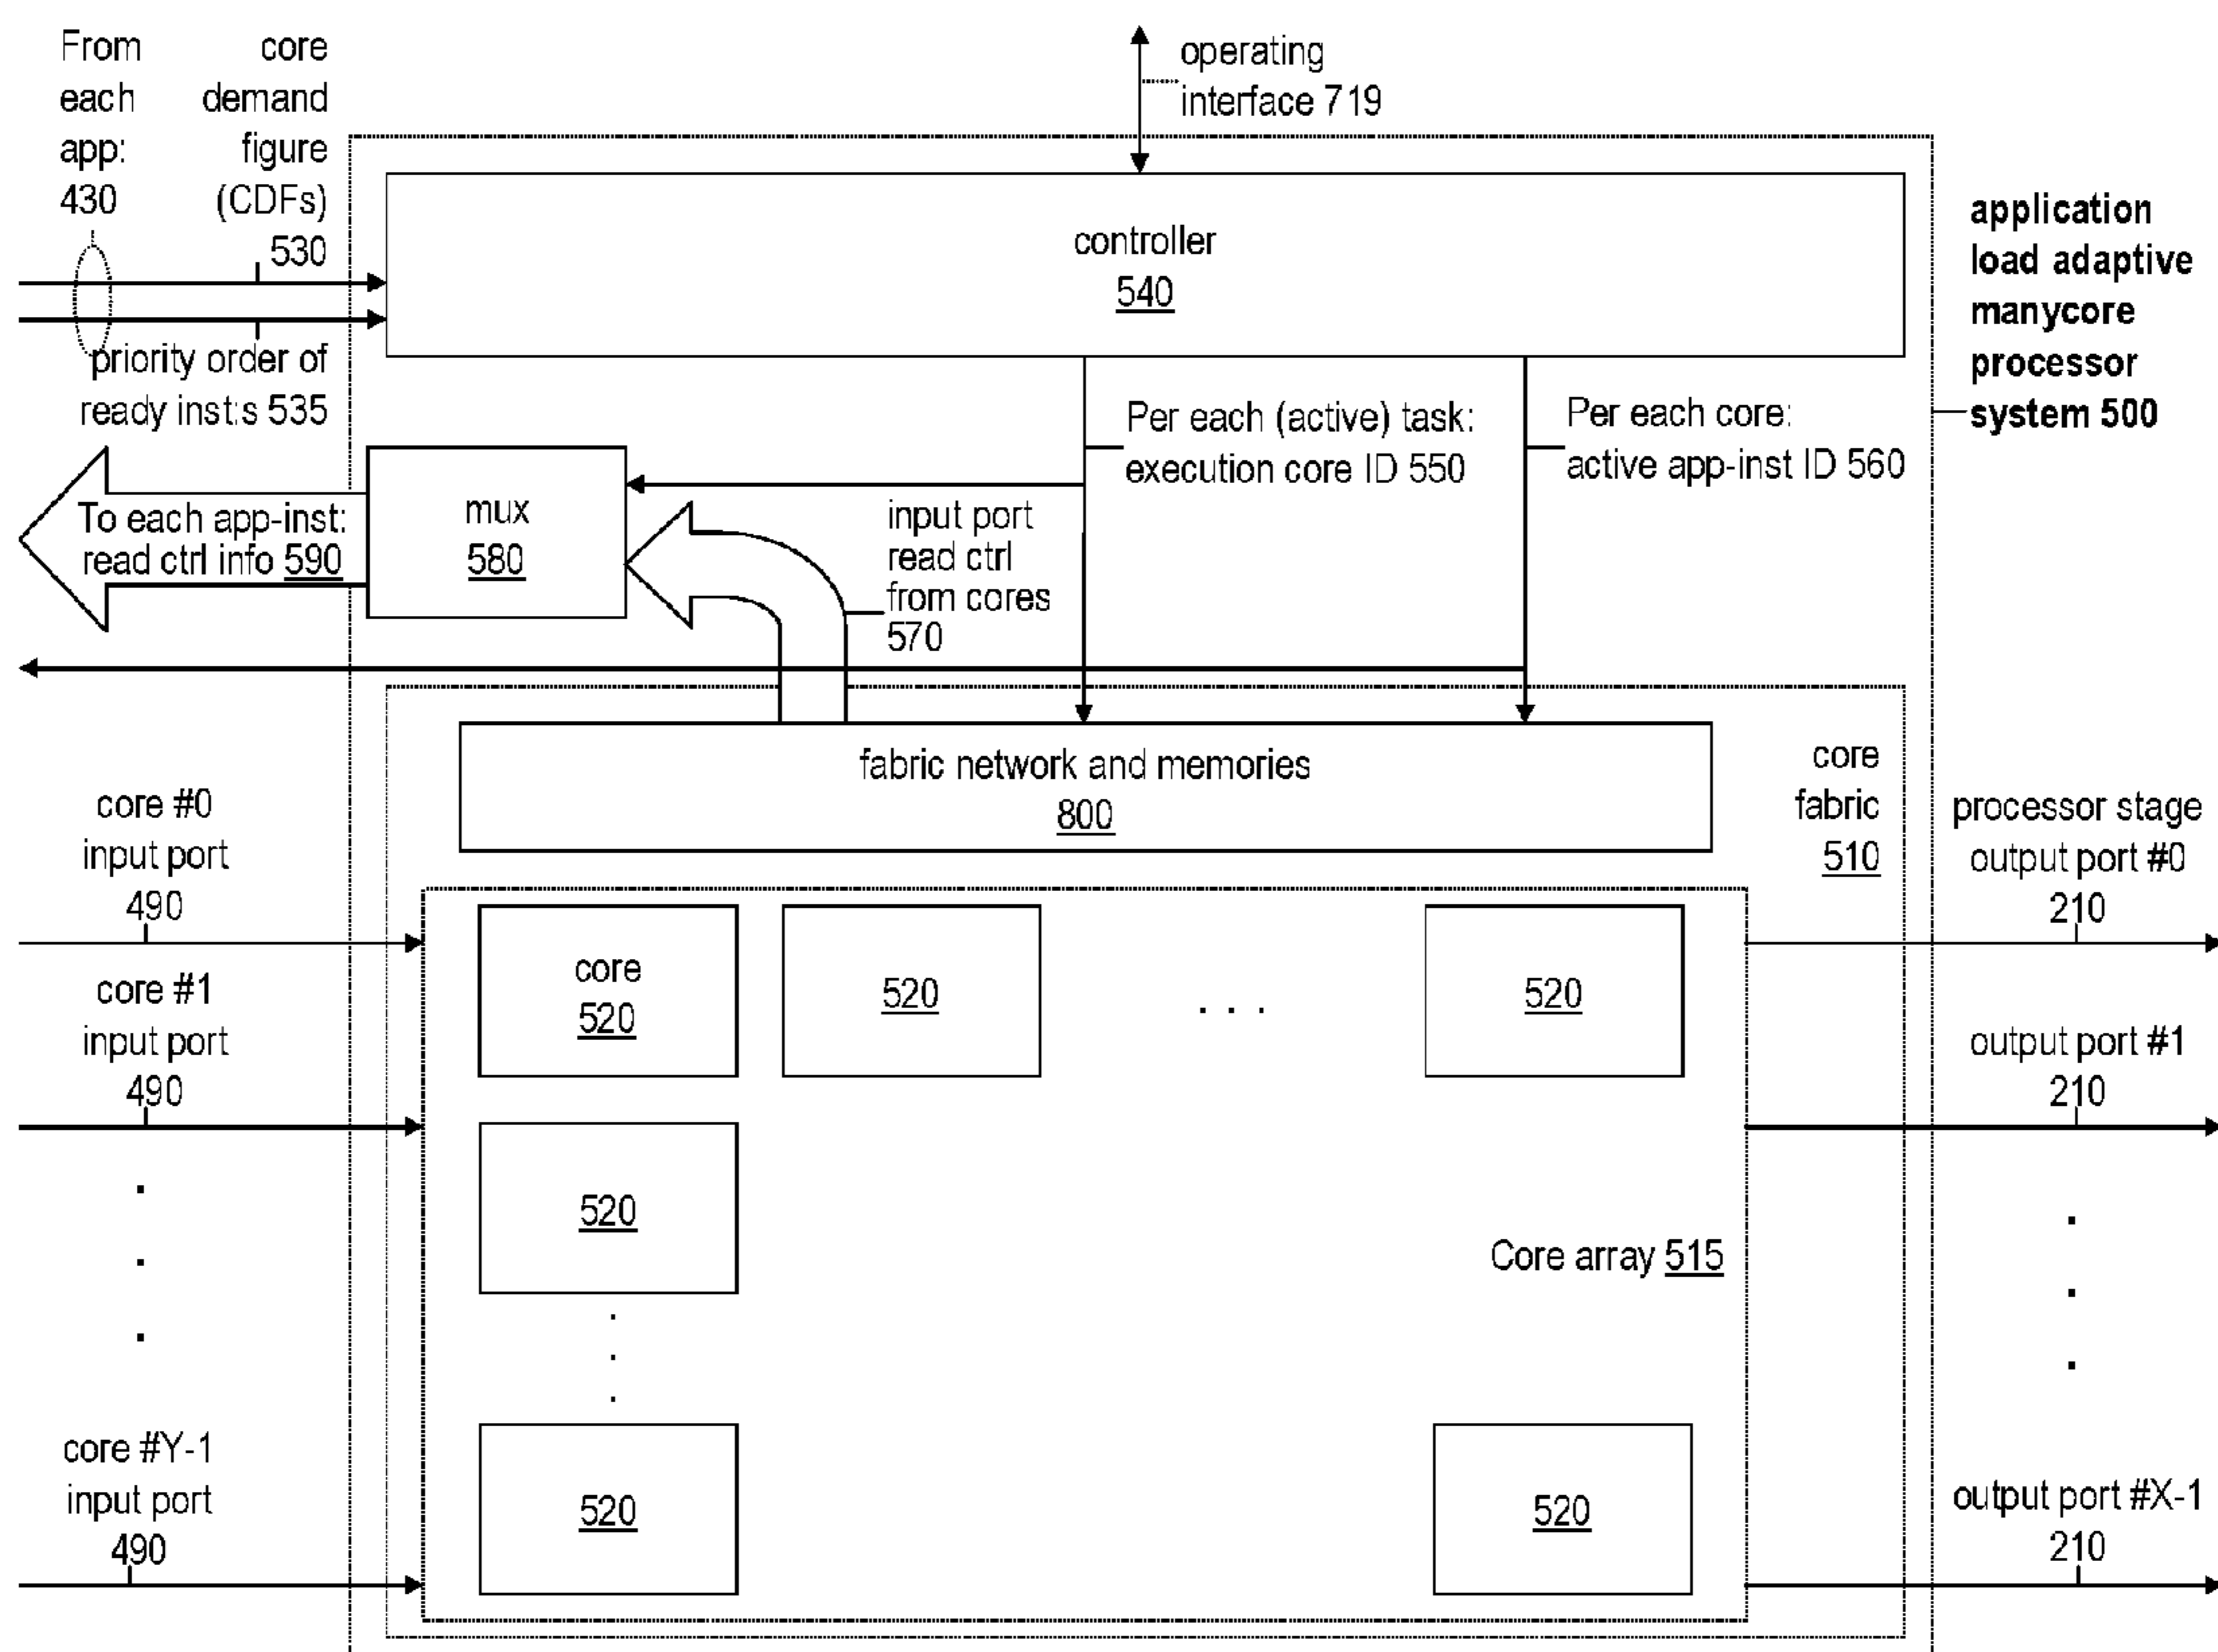 From
each
app:
430
core
demand
figure
(CDFs)
530
operating
interface 719
controller
540
application
load adaptive
manycore
processor
system 500
priority order of
ready inst:s 535
Per each (active) task:
execution core ID 550
Per each core:
active app-inst ID 560
To each app-inst:
read ctrl info 590
mux
580
input port
read ctrl
from cores
570
fabric network and memories
800
core
fabric
510
core #0
input port
490
processor stage
output port #0
210
core
520
520
. . .
520
core #1
input port
490
output port #1
210
520
Core array 515
core #Y-1
input port
490
520
520
output port #X-1
210